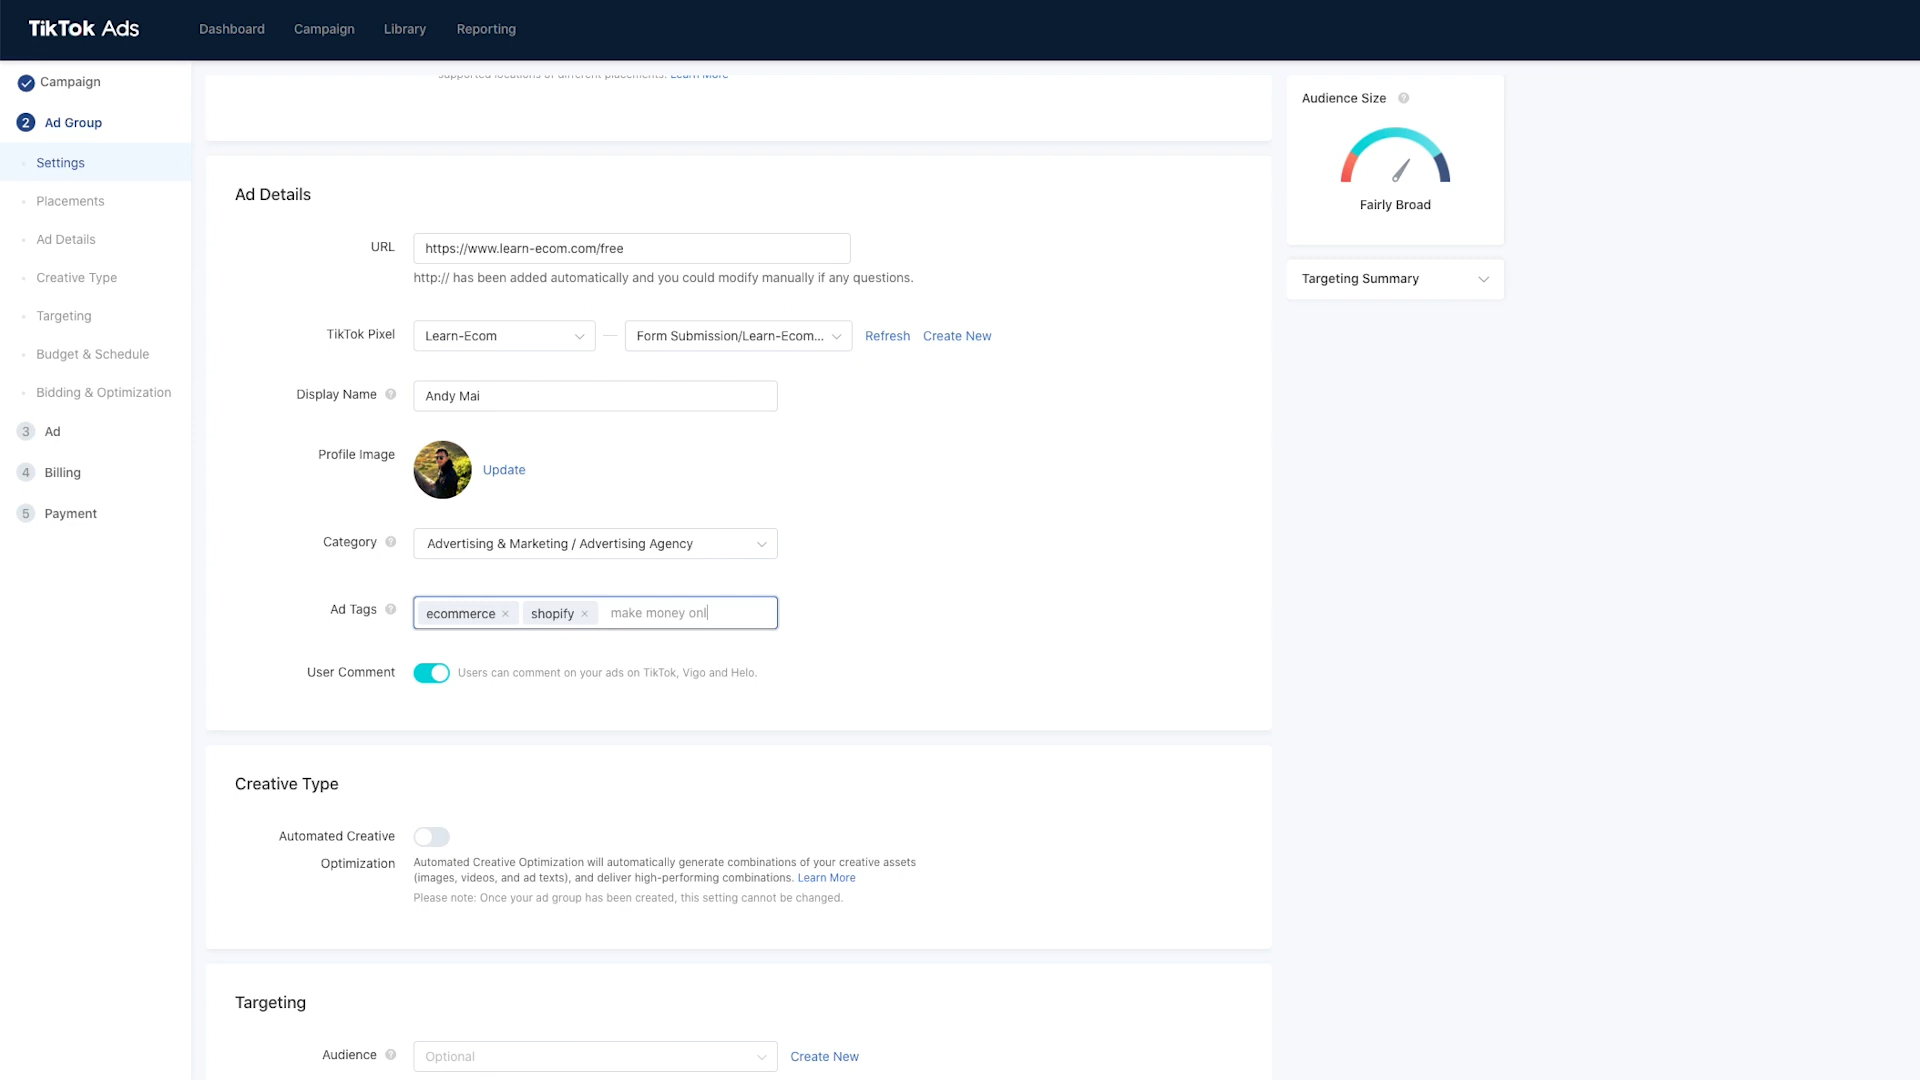 TikTok Ads
Dashboard
Campaign
Library
Reporting
Campaign
2 Ad Group
Settings
Placements
Ad Details
Creative Type
Targeting
Budget & Schedule
Bidding & Optimization
3 Ad
4 Billing
5 Payment
supported locations of different placements. Learn More
Ad Details
URL
https://www.learn-ecom.com/free
http:// has been added automatically and you could modify manually if any questions.
TikTok Pixel
Learn-Ecom
Form Submission/Learn-Ecom...
Refresh
Create New
Display Name ?
Andy Mai
Profile Image
Update
Category ?
Advertising & Marketing / Advertising Agency
Ad Tags ?
ecommerce ×
shopify ×
make money onl
User Comment
Users can comment on your ads on TikTok, Vigo and Helo.
Creative Type
Automated Creative
Optimization
Automated Creative Optimization will automatically generate combinations of your creative assets
(images, videos, and ad texts), and deliver high-performing combinations. Learn More
Please note: Once your ad group has been created, this setting cannot be changed.
Targeting
Audience ?
Optional
Create New
Audience Size ?
Fairly Broad
Targeting Summary